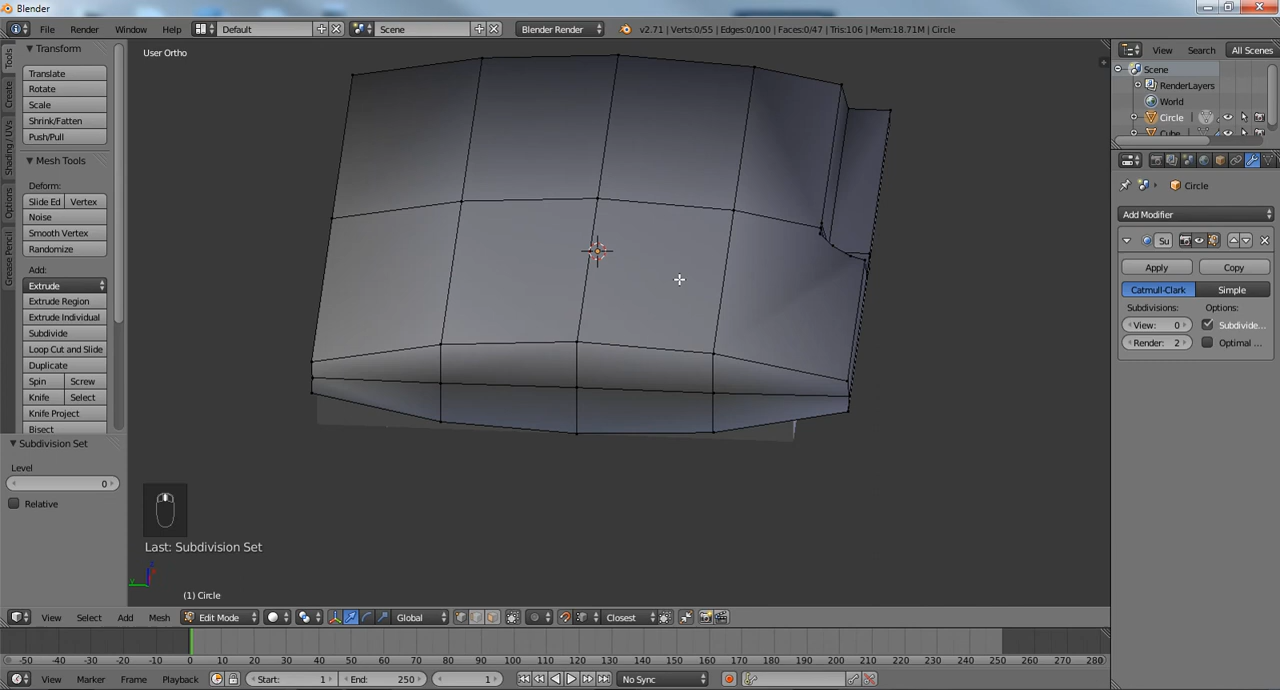 Blender
File Render Window Help Default Scene Blender Render v2.71 | Verts:0/55 | Edges:0/100 | Faces:0/47 | Tris:106 | Mem:18.71M | Circle
Tools
Create
Shading / UVs
Options
Grease Pencil
Transform
Translate
Rotate
Scale
Shrink/Fatten
Push/Pull
Mesh Tools
Deform:
Slide Ed Vertex
Noise
Smooth Vertex
Randomize
Add:
Extrude
Extrude Region
Extrude Individual
Subdivide
Loop Cut and Slide
Duplicate
Spin Screw
Knife Select
Knife Project
Bisect
Subdivision Set
Level
0
Relative
User Ortho
Last: Subdivision Set
(1) Circle
View Search All Scenes
Scene
RenderLayers
World
Circle
Cube
Circle
Add Modifier
Su
Apply Copy
Catmull-Clark Simple
Subdivisions: Options:
View: 0 Subdivide...
Render: 2 Optimal ...
View Select Add Mesh Edit Mode Global Closest
-50 -40 -30 -20 -10 0 10 20 30 40 50 60 70 80 90 100 110 120 130 140 150 160 170 180 190 200 210 220 230 240 250 260 270 280
View Marker Frame Playback Start: 1 End: 250 1 No Sync